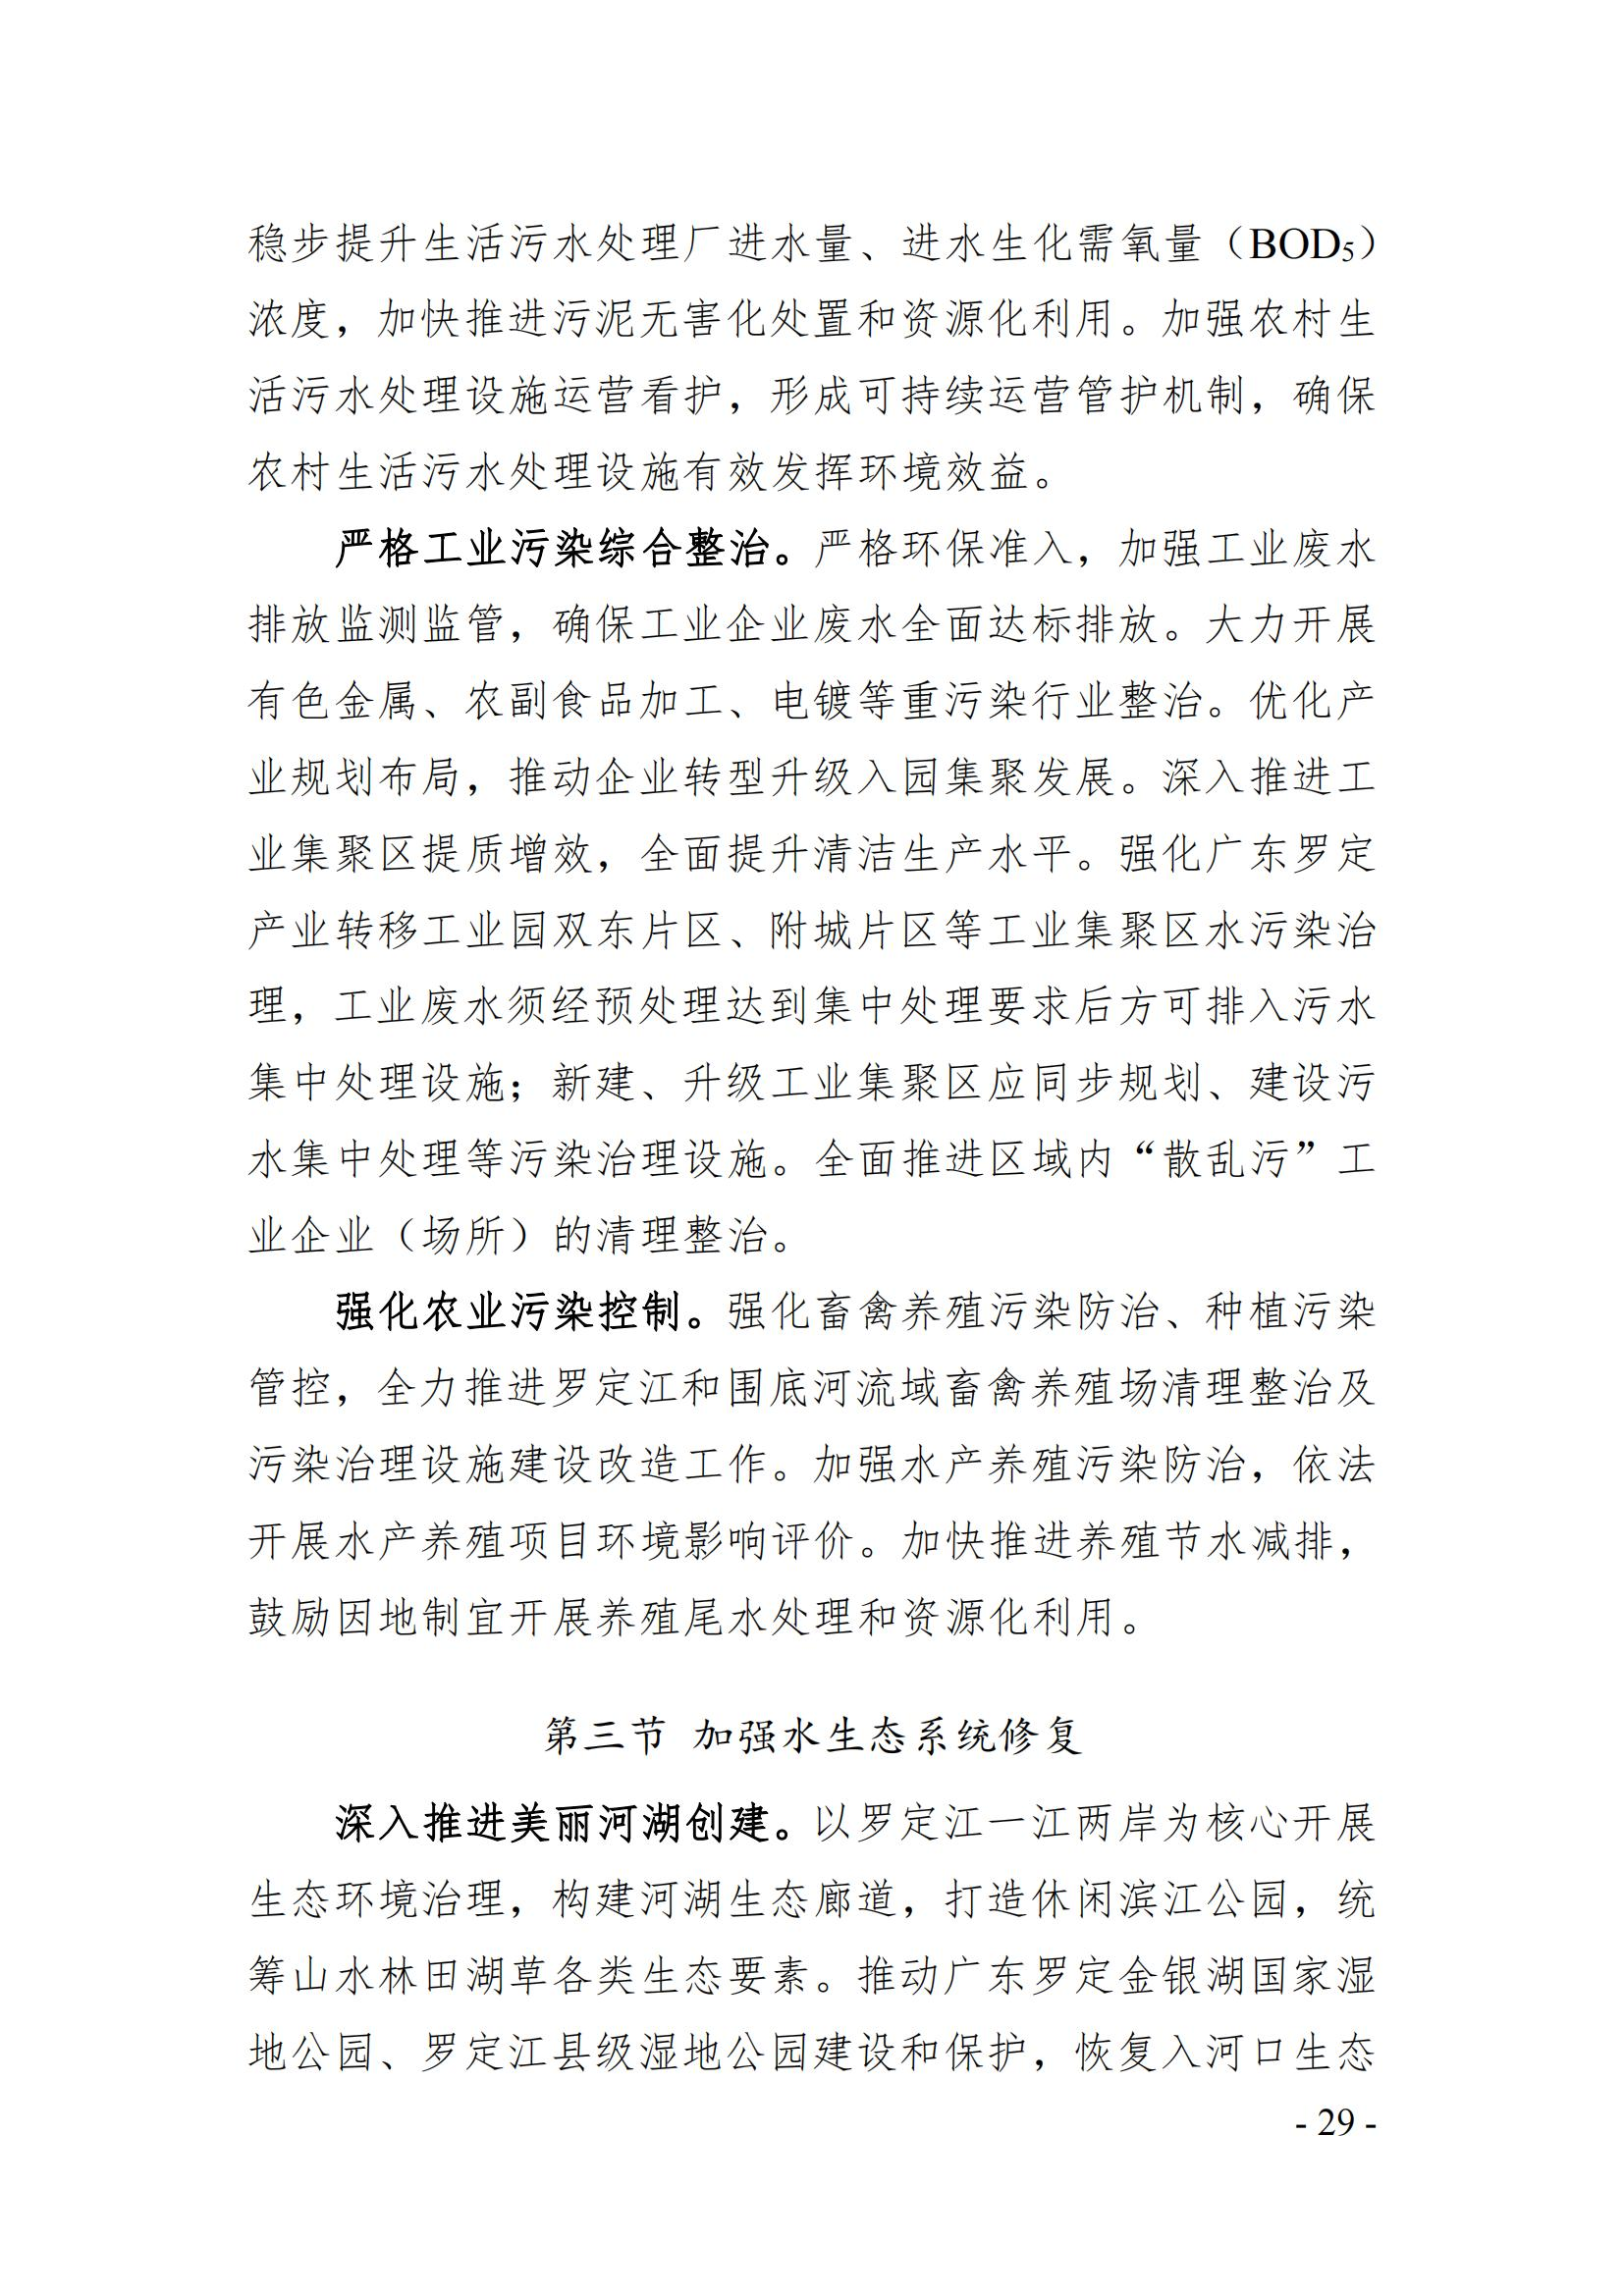 稳步提升生活污水处理厂进水量、进水生化需氧量（BOD₅）
浓度，加快推进污泥无害化处置和资源化利用。加强农村生
活污水处理设施运营看护，形成可持续运营管护机制，确保
农村生活污水处理设施有效发挥环境效益。
严格工业污染综合整治。严格环保准入，加强工业废水
排放监测监管，确保工业企业废水全面达标排放。大力开展
有色金属、农副食品加工、电镀等重污染行业整治。优化产
业规划布局，推动企业转型升级入园集聚发展。深入推进工
业集聚区提质增效，全面提升清洁生产水平。强化广东罗定
产业转移工业园双东片区、附城片区等工业集聚区水污染治
理，工业废水须经预处理达到集中处理要求后方可排入污水
集中处理设施；新建、升级工业集聚区应同步规划、建设污
水集中处理等污染治理设施。全面推进区域内“散乱污”工
业企业（场所）的清理整治。
强化农业污染控制。强化畜禽养殖污染防治、种植污染
管控，全力推进罗定江和围底河流域畜禽养殖场清理整治及
污染治理设施建设改造工作。加强水产养殖污染防治，依法
开展水产养殖项目环境影响评价。加快推进养殖节水减排，
鼓励因地制宜开展养殖尾水处理和资源化利用。
第三节 加强水生态系统修复
深入推进美丽河湖创建。以罗定江一江两岸为核心开展
生态环境治理，构建河湖生态廊道，打造休闲滨江公园，统
筹山水林田湖草各类生态要素。推动广东罗定金银湖国家湿
地公园、罗定江县级湿地公园建设和保护，恢复入河口生态
- 29 -